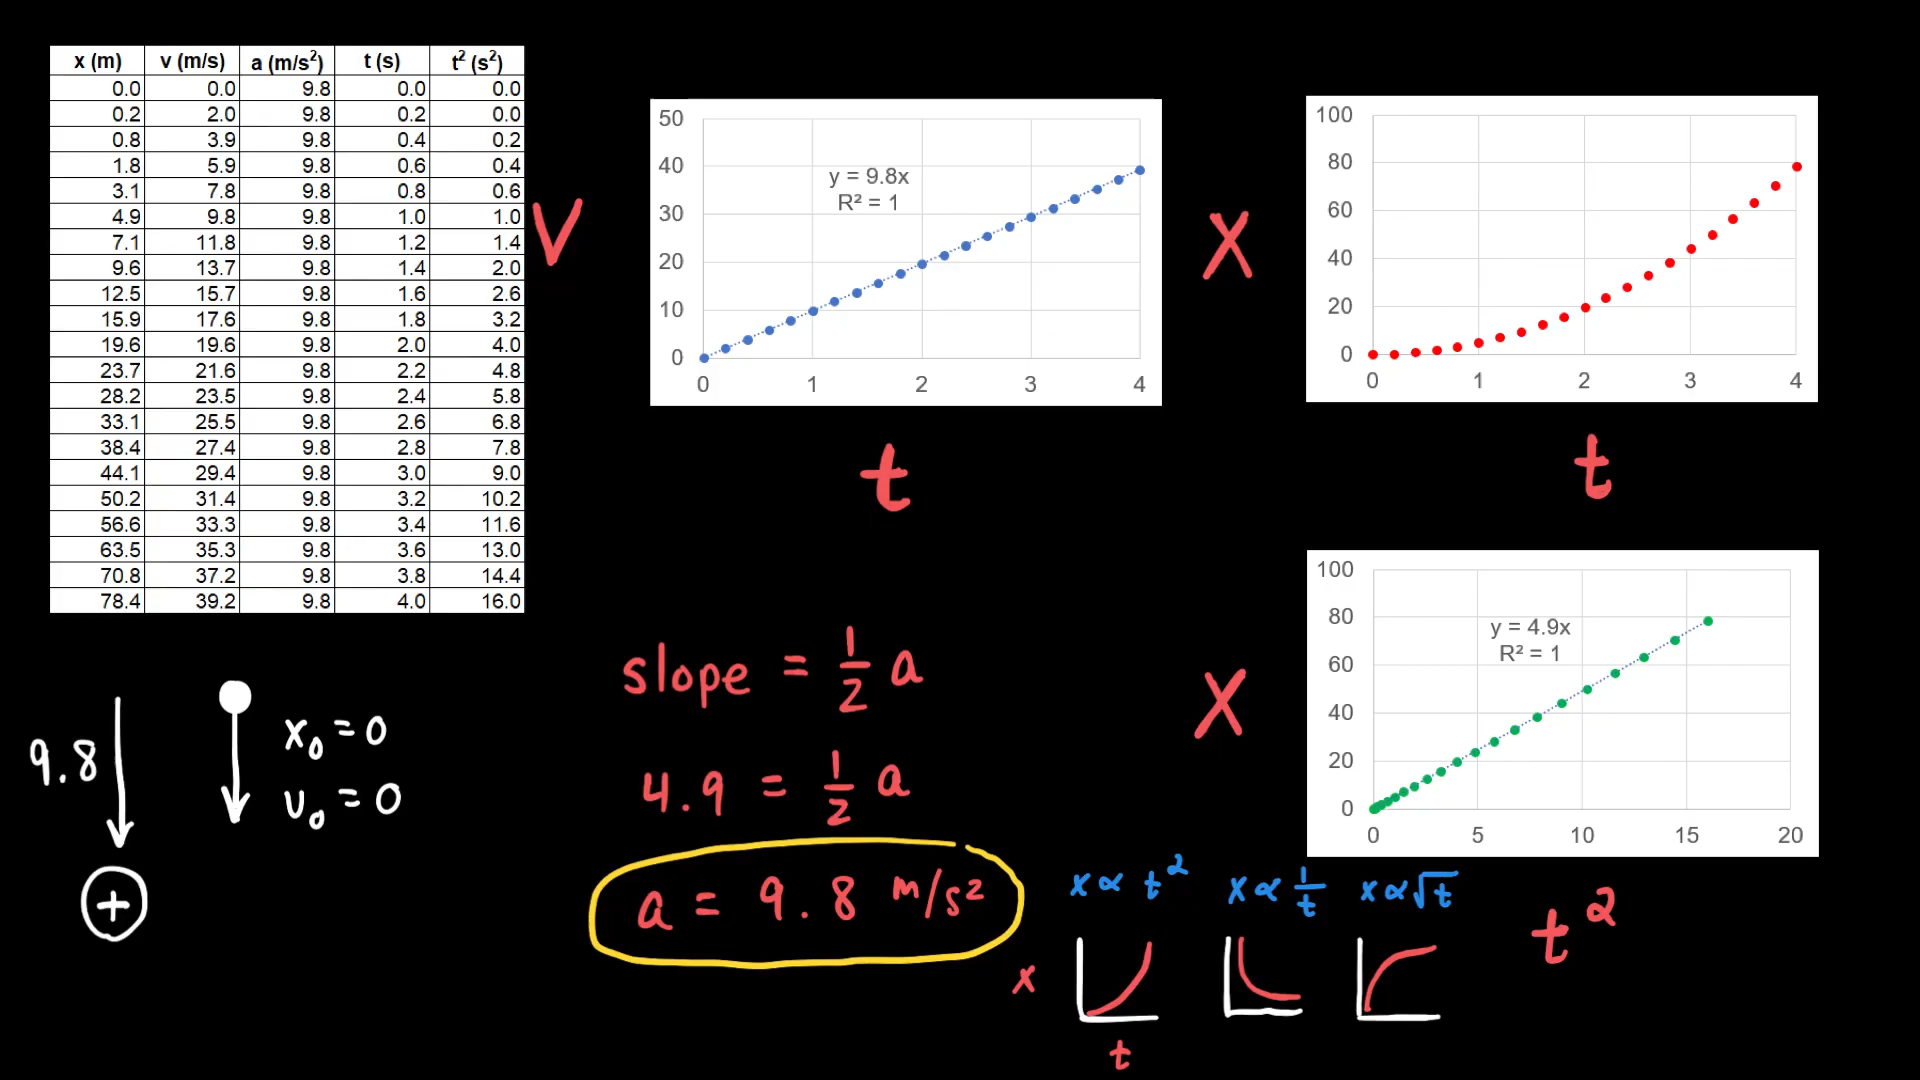 x (m) v (m/s) a (m/s²) t (s) t² (s²)
0.0 0.0 9.8 0.0 0.0
0.2 2.0 9.8 0.2 0.0
0.8 3.9 9.8 0.4 0.2
1.8 5.9 9.8 0.6 0.4
3.1 7.8 9.8 0.8 0.6
4.9 9.8 9.8 1.0 1.0
7.1 11.8 9.8 1.2 1.4
9.6 13.7 9.8 1.4 2.0
12.5 15.7 9.8 1.6 2.6
15.9 17.6 9.8 1.8 3.2
19.6 19.6 9.8 2.0 4.0
23.7 21.6 9.8 2.2 4.8
28.2 23.5 9.8 2.4 5.8
33.1 25.5 9.8 2.6 6.8
38.4 27.4 9.8 2.8 7.8
44.1 29.4 9.8 3.0 9.0
50.2 31.4 9.8 3.2 10.2
56.6 33.3 9.8 3.4 11.6
63.5 35.3 9.8 3.6 13.0
70.8 37.2 9.8 3.8 14.4
78.4 39.2 9.8 4.0 16.0
v
50
40
30
20
10
0
y = 9.8x
R² = 1
0 1 2 3 4
t
x
100
80
60
40
20
0
0 1 2 3 4
t
9.8
+
x₀ = 0
v₀ = 0
slope = 1/2 a
4.9 = 1/2 a
a = 9.8 m/s²
x
100
80
60
40
20
0
y = 4.9x
R² = 1
0 5 10 15 20
t²
x ∝ t² x ∝ 1/t x ∝ √t
x
t